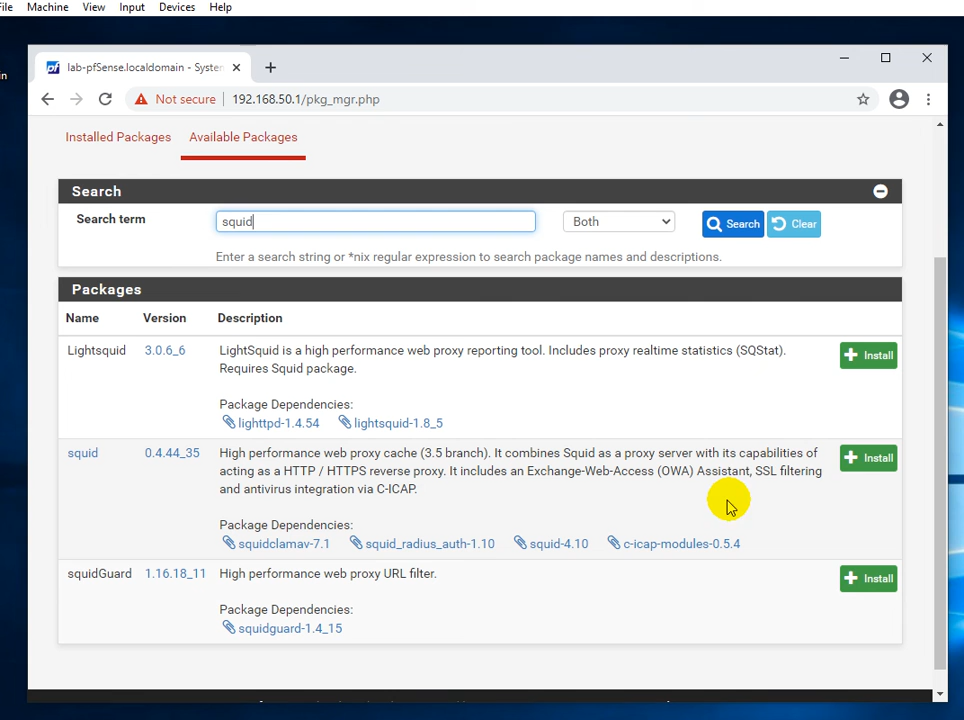 File Machine View Input Devices Help
in
lab-pfSense.localdomain - System
Not secure 192.168.50.1/pkg_mgr.php
Installed Packages Available Packages
Search
Search term squid Both Search Clear
Enter a search string or *nix regular expression to search package names and descriptions.
Packages
Name Version Description
Lightsquid 3.0.6_6 LightSquid is a high performance web proxy reporting tool. Includes proxy realtime statistics (SQStat). Install
Requires Squid package.
Package Dependencies:
lighttpd-1.4.54 lightsquid-1.8_5
squid 0.4.44_35 High performance web proxy cache (3.5 branch). It combines Squid as a proxy server with its capabilities of Install
acting as a HTTP / HTTPS reverse proxy. It includes an Exchange-Web-Access (OWA) Assistant, SSL filtering
and antivirus integration via C-ICAP.
Package Dependencies:
squidclamav-7.1 squid_radius_auth-1.10 squid-4.10 c-icap-modules-0.5.4
squidGuard 1.16.18_11 High performance web proxy URL filter. Install
Package Dependencies:
squidguard-1.4_15